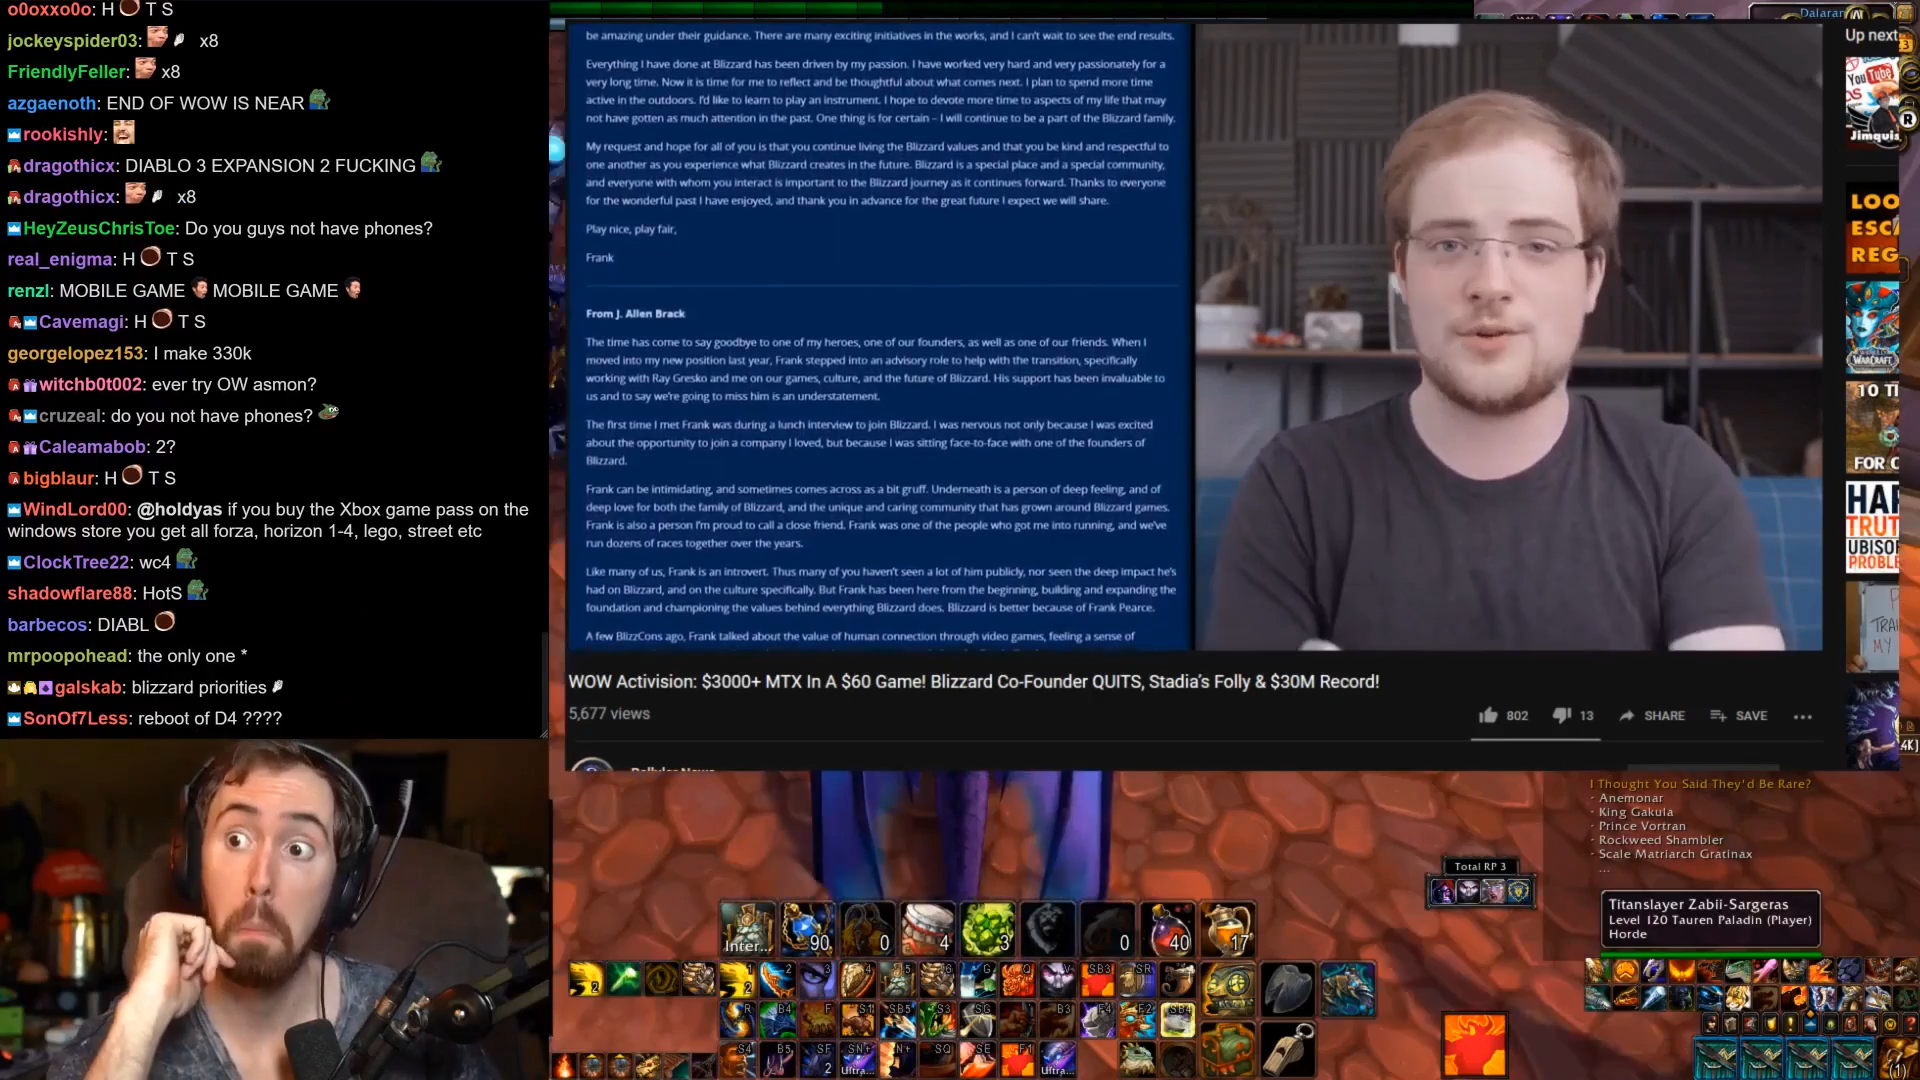 o0oxxo0o: H T S
jockeyspider03: x8
FriendlyFeller: x8
azgaenoth: END OF WOW IS NEAR
rookishly:
dragothicx: DIABLO 3 EXPANSION 2 FUCKING
dragothicx: x8
HeyZeusChrisToe: Do you guys not have phones?
real_enigma: H T S
renzl: MOBILE GAME MOBILE GAME
Cavemagi: H T S
georgelopez153: I make 330k
witchb0t002: ever try OW asmon?
cruzeal: do you not have phones?
Caleamabob: 2?
bigblaur: H T S
WindLord00: @holdyas if you buy the Xbox game pass on the
windows store you get all forza, horizon 1-4, lego, street etc
ClockTree22: wc4
shadowflare88: HotS
barbecos: DIABL
mrpoopohead: the only one *
galskab: blizzard priorities
SonOf7Less: reboot of D4 ????
be amazing under their guidance. There are many exciting initiatives in the works, and I can't wait to see the end results.
Everything I have done at Blizzard has been driven by my passion. I have worked very hard and very passionately for a
very long time. Now it is time for me to reflect and be thoughtful about what comes next. I plan to spend more time
active in the outdoors. I'd like to learn to play an instrument. I hope to devote more time to aspects of my life that may
not have gotten as much attention in the past. One thing is for certain – I will continue to be a part of the Blizzard family.
My request and hope for all of you is that you continue living the Blizzard values and that you be kind and respectful to
one another as you experience what Blizzard creates in the future. Blizzard is a special place and a special community,
and everyone with whom you interact is important to the Blizzard journey as it continues forward. Thanks to everyone
for the wonderful past I have enjoyed, and thank you in advance for the great future I expect we will share.
Play nice, play fair,
Frank
From J. Allen Brack
The time has come to say goodbye to one of my heroes, one of our founders, as well as one of our friends. When I
moved into my new position last year, Frank stepped into an advisory role to help with the transition, specifically
working with Ray Gresko and me on our games, culture, and the future of Blizzard. His support has been invaluable to
us and to say we're going to miss him is an understatement.
The first time I met Frank was during a lunch interview to join Blizzard. I was nervous not only because I was excited
about the opportunity to join a company I loved, but because I was sitting face-to-face with one of the founders of
Blizzard.
Frank can be intimidating, and sometimes comes across as a bit gruff. Underneath is a person of deep feeling, and of
deep love for both the family of Blizzard, and the unique and caring community that has grown around Blizzard games.
Frank is also a person I'm proud to call a close friend. Frank was one of the people who got me into running, and we've
run dozens of races together over the years.
Like many of us, Frank is an introvert. Thus many of you haven't seen a lot of him publicly, nor seen the deep impact he's
had on Blizzard, and on the culture specifically. But Frank has been here from the beginning, building and expanding the
foundation and championing the values behind everything Blizzard does. Blizzard is better because of Frank Pearce.
A few BlizzCons ago, Frank talked about the value of human connection through video games, feeling a sense of
WOW Activision: $3000+ MTX In A $60 Game! Blizzard Co-Founder QUITS, Stadia's Folly & $30M Record!
5,677 views
802
13
SHARE
SAVE
Dalaran
Up next
You Tube
Jimquis
LOO
ESC
REG
WARCRAFT
10 TI
FOR C
HAR
TRUT
UBISO
PROBLE
TRAI
MY
4K]
I Thought You Said They'd Be Rare?
- Anemonar
- King Gakula
- Prince Vortran
- Rockweed Shambler
- Scale Matriarch Gratinax
...
Total RP 3
Titanslayer Zabii-Sargeras
Level 120 Tauren Paladin (Player)
Horde
Inter... 90 0 4 3 0 40 17